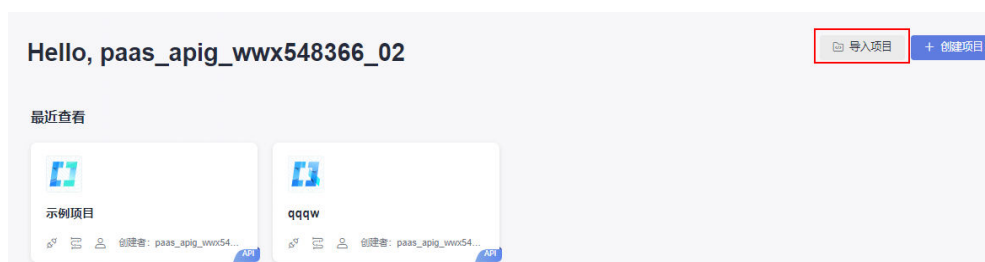 Hello, paas_apig_wwx548366_02
导入项目
+ 创建项目
最近查看
示例项目
qqqw
创建者：paas_apig_wwx54...
API
创建者：paas_apig_wwx54...
API